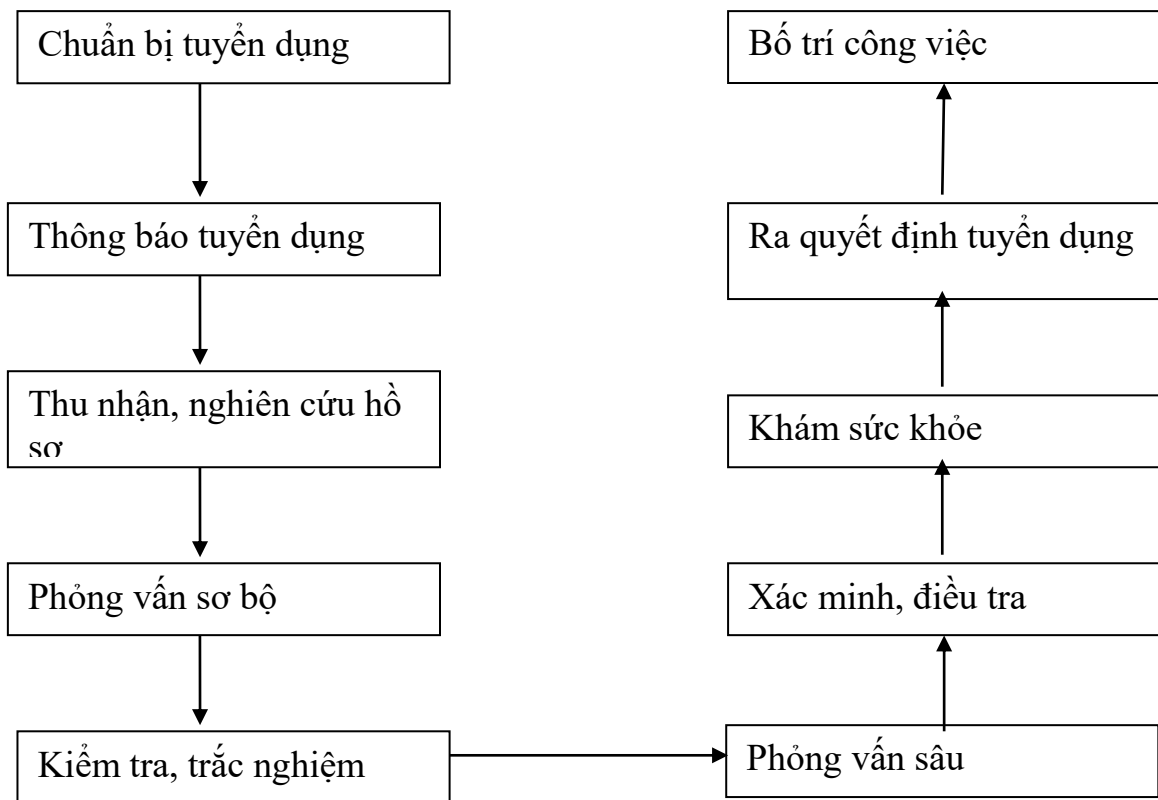 Chuẩn bị tuyển dụng
Thông báo tuyển dụng
Thu nhận, nghiên cứu hồ
sơ
Phỏng vấn sơ bộ
Kiểm tra, trắc nghiệm
Phỏng vấn sâu
Xác minh, điều tra
Khám sức khỏe
Ra quyết định tuyển dụng
Bố trí công việc